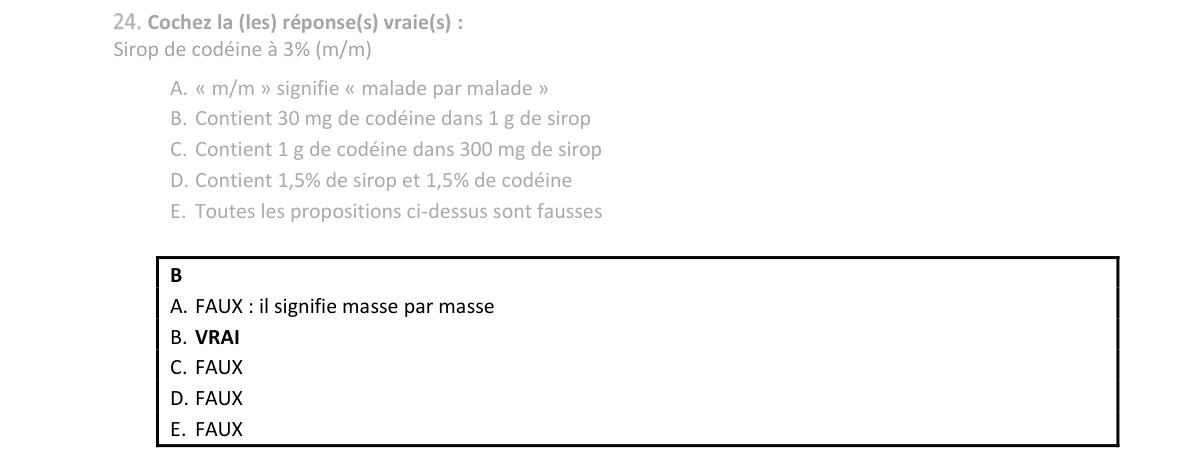 24. Cochez la (les) réponse(s) vraie(s) :
Sirop de codéine à 3% (m/m)
A. « m/m » signifie « malade par malade »
B. Contient 30 mg de codéine dans 1 g de sirop
C. Contient 1 g de codéine dans 300 mg de sirop
D. Contient 1,5% de sirop et 1,5% de codéine
E. Toutes les propositions ci-dessus sont fausses
B
A. FAUX : il signifie masse par masse
B. VRAI
C. FAUX
D. FAUX
E. FAUX